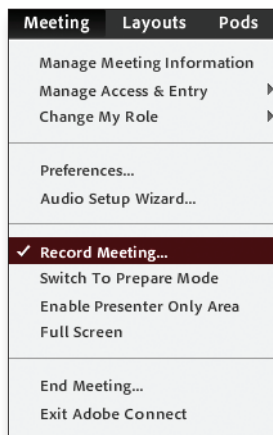 Meeting Layouts Pods
Manage Meeting Information
Manage Access & Entry
Change My Role
Preferences...
Audio Setup Wizard...
✓ Record Meeting...
Switch To Prepare Mode
Enable Presenter Only Area
Full Screen
End Meeting...
Exit Adobe Connect